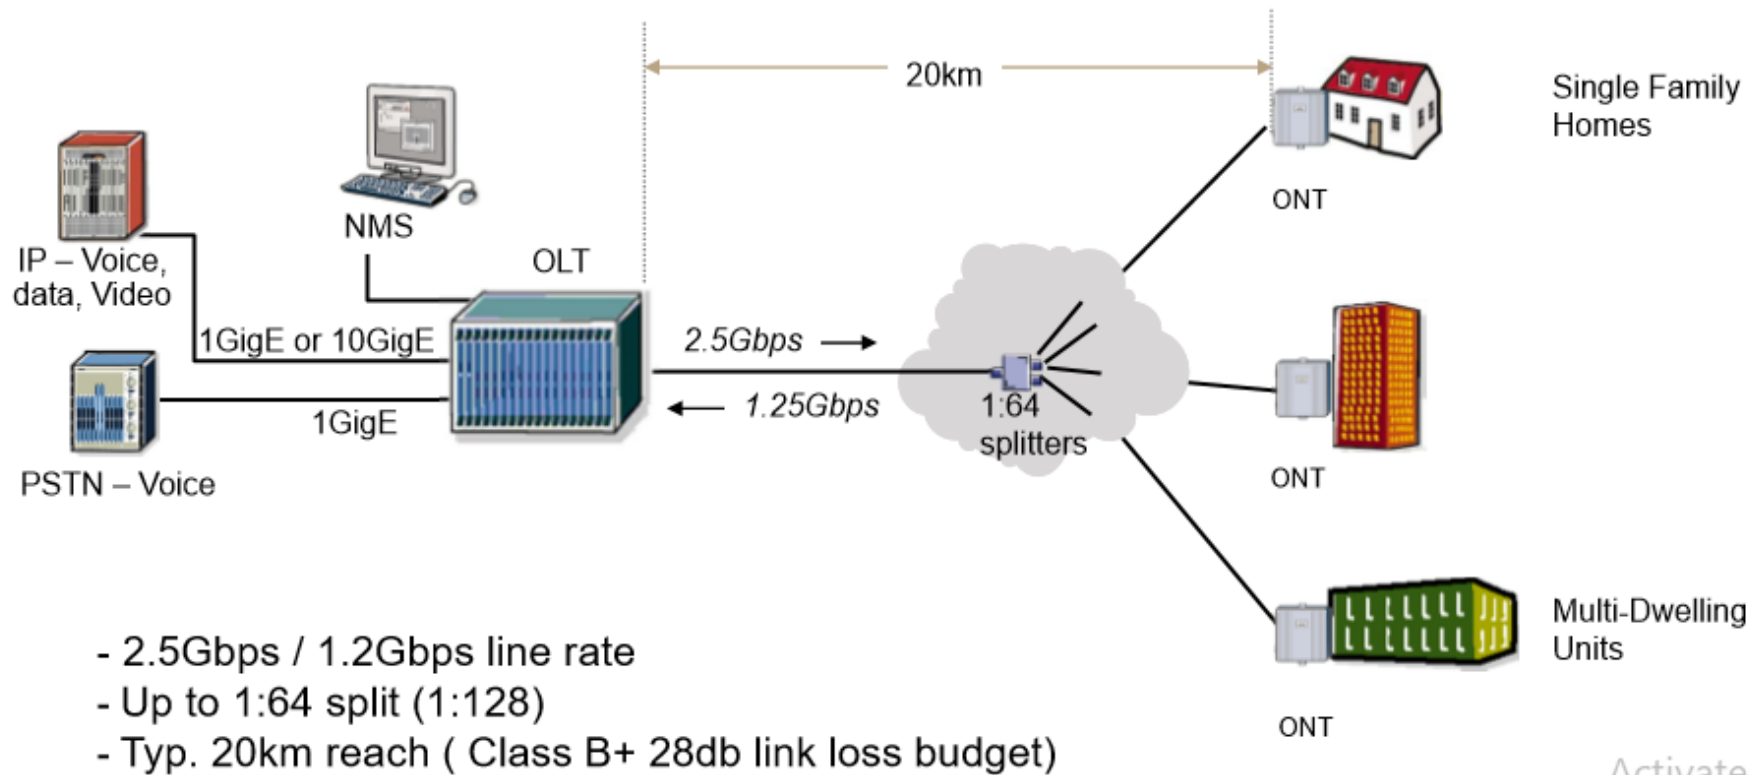 20km
Single Family
Homes
ONT
NMS
IP – Voice,
data, Video
OLT
1GigE or 10GigE
2.5Gbps
1.25Gbps
1:64
splitters
1GigE
PSTN – Voice
ONT
Multi-Dwelling
Units
ONT
- 2.5Gbps / 1.2Gbps line rate
- Up to 1:64 split (1:128)
- Typ. 20km reach ( Class B+ 28db link loss budget)
Activate